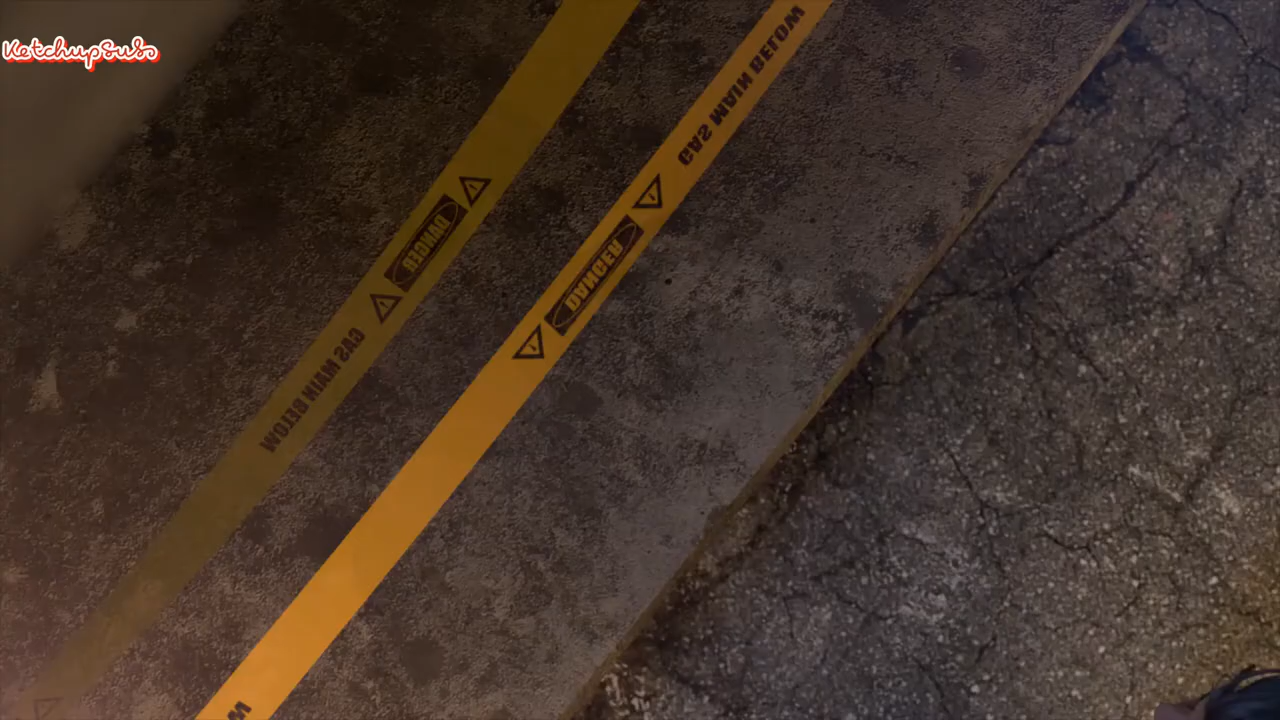 KetchupSubs
GAS MAIN BELOW
DANGER
DANGER
GAS MAIN BELOW
W